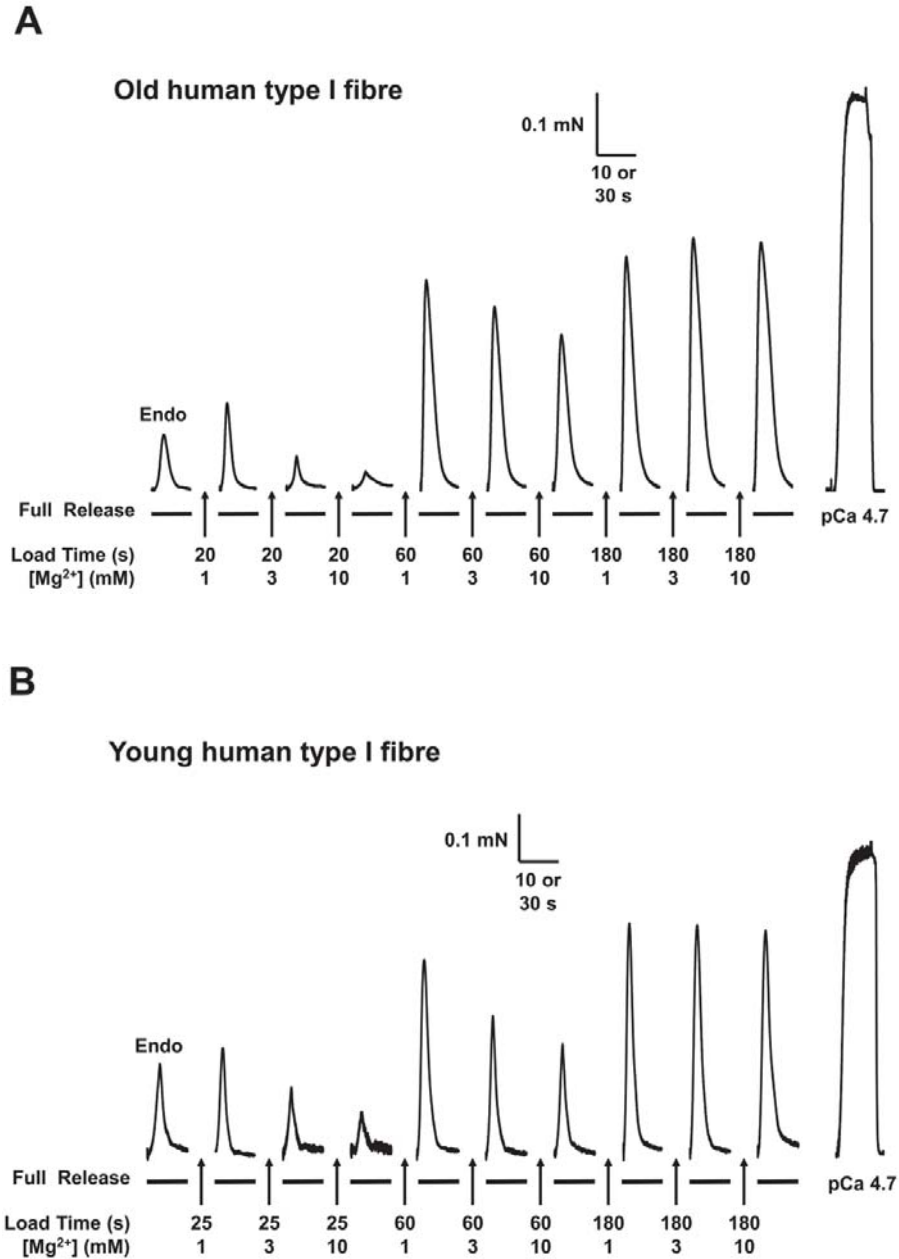 A
Old human type I fibre
0.1 mN
10 or
30 s
Endo
Full Release
pCa 4.7
Load Time (s) 20 20 20 60 60 60 180 180 180
[Mg²⁺] (mM) 1 3 10 1 3 10 1 3 10
B
Young human type I fibre
0.1 mN
10 or
30 s
Endo
Full Release
pCa 4.7
Load Time (s) 25 25 25 60 60 60 180 180 180
[Mg²⁺] (mM) 1 3 10 1 3 10 1 3 10